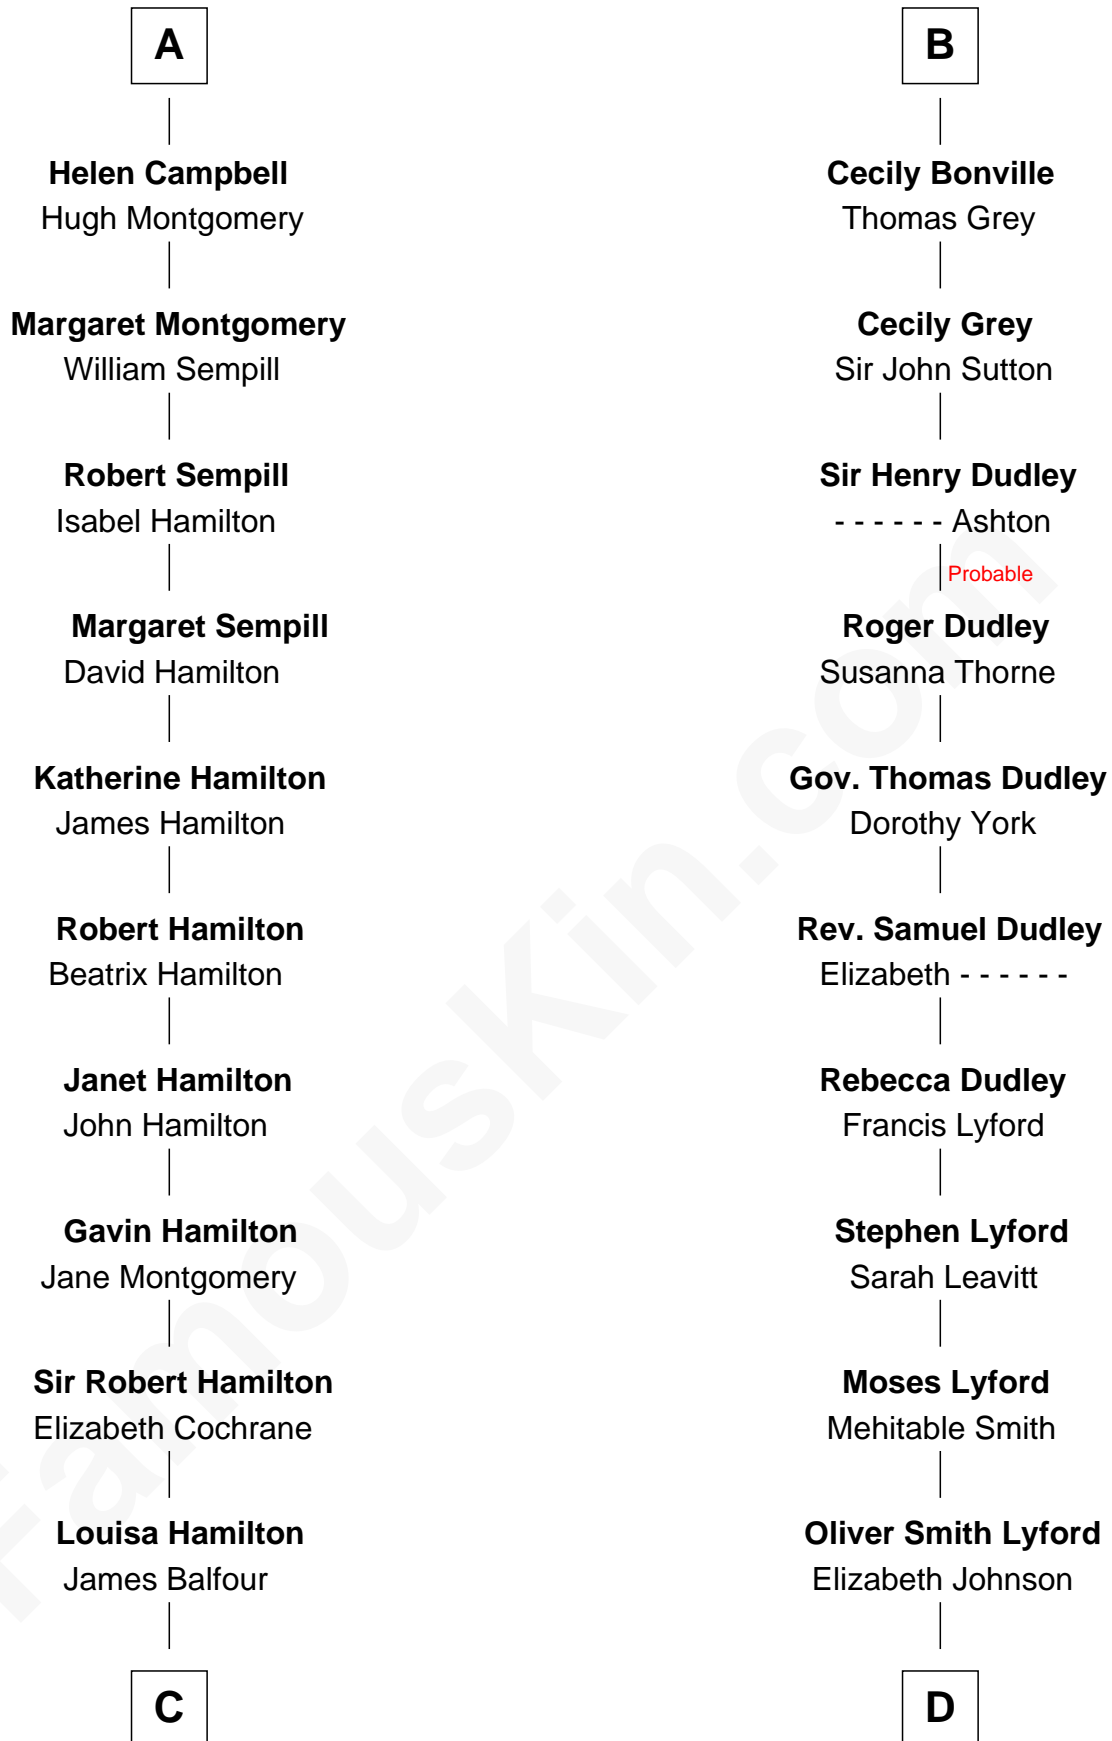 A
Helen Campbell
Hugh Montgomery
Margaret Montgomery
William Sempill
Robert Sempill
Isabel Hamilton
Margaret Sempill
David Hamilton
Katherine Hamilton
James Hamilton
Robert Hamilton
Beatrix Hamilton
Janet Hamilton
John Hamilton
Gavin Hamilton
Jane Montgomery
Sir Robert Hamilton
Elizabeth Cochrane
Louisa Hamilton
James Balfour
C
B
Cecily Bonville
Thomas Grey
Cecily Grey
Sir John Sutton
Sir Henry Dudley
- - - - - - Ashton
Probable
Roger Dudley
Susanna Thorne
Gov. Thomas Dudley
Dorothy York
Rev. Samuel Dudley
Elizabeth - - - - - -
Rebecca Dudley
Francis Lyford
Stephen Lyford
Sarah Leavitt
Moses Lyford
Mehitable Smith
Oliver Smith Lyford
Elizabeth Johnson
D
FamousKin.com